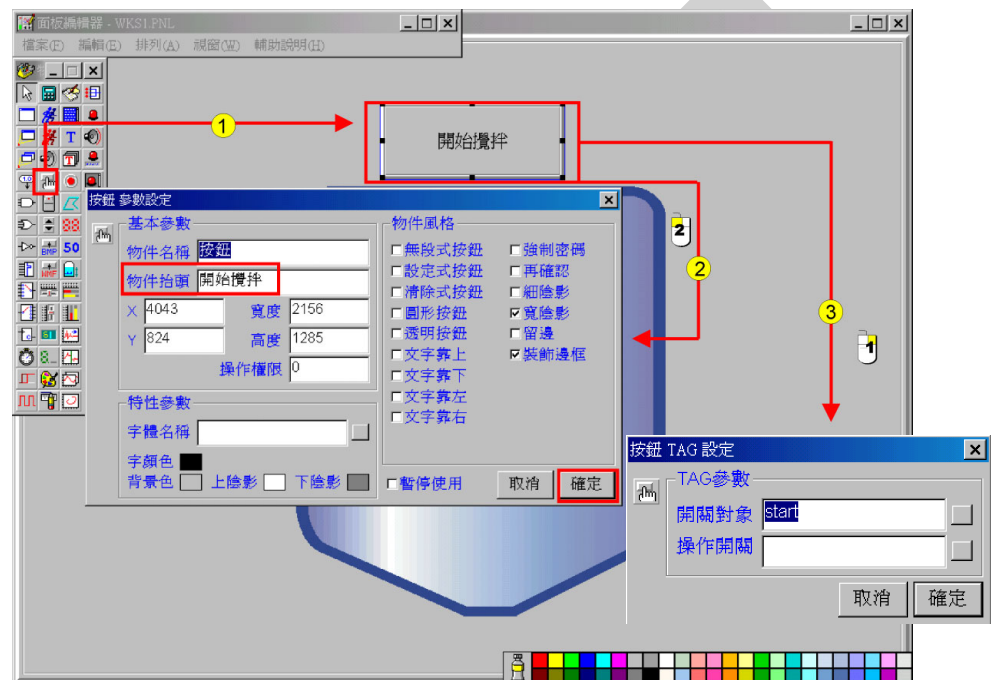 面板編輯器 - WKS1.PNL
檔案(F) 編輯(E) 排列(A) 視窗(W) 輔助說明(H)
1
開始攪拌
按鈕 參數設定
基本參數
物件名稱 按鈕
物件抬頭 開始攪拌
X 4043 寬度 2156
Y 824 高度 1285
操作權限 0
特性參數
字體名稱
字顏色
背景色 上陰影 下陰影
物件風格
無段式按鈕 強制密碼
設定式按鈕 再確認
清除式按鈕 細陰影
圓形按鈕 寬陰影
透明按鈕 留邊
文字靠上 裝飾邊框
文字靠下
文字靠左
文字靠右
暫停使用 取消 確定
2
2
3
1
按鈕 TAG 設定
TAG參數
開關對象 start
操作開關
取消 確定
T
T
50
88
BMP
WMF